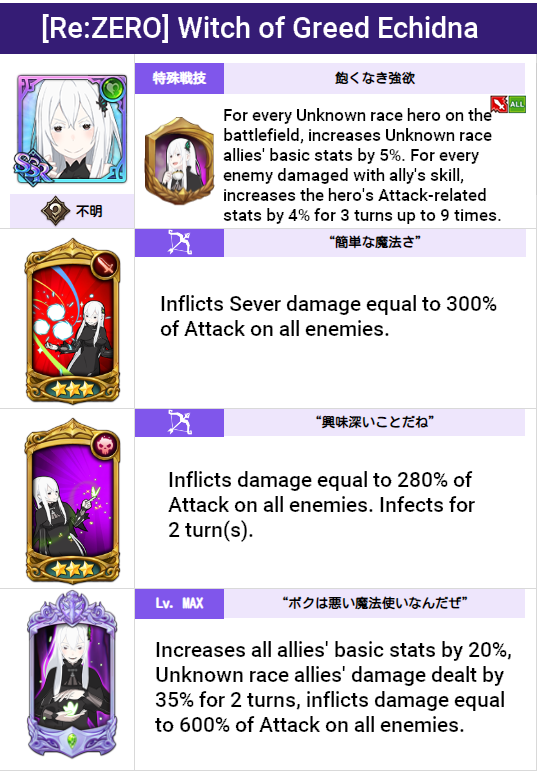 [Re:ZERO] Witch of Greed Echidna
特殊戦技
飽くなき強欲
ALL
For every Unknown race hero on the
battlefield, increases Unknown race
allies' basic stats by 5%. For every
enemy damaged with ally's skill,
increases the hero's Attack-related
stats by 4% for 3 turns up to 9 times.
SSR
不明
“簡単な魔法さ”
Inflicts Sever damage equal to 300%
of Attack on all enemies.
“興味深いことだね”
Inflicts damage equal to 280% of
Attack on all enemies. Infects for
2 turn(s).
Lv. MAX
“ボクは悪い魔法使いなんだぜ”
Increases all allies' basic stats by 20%,
Unknown race allies' damage dealt by
35% for 2 turns, inflicts damage equal
to 600% of Attack on all enemies.